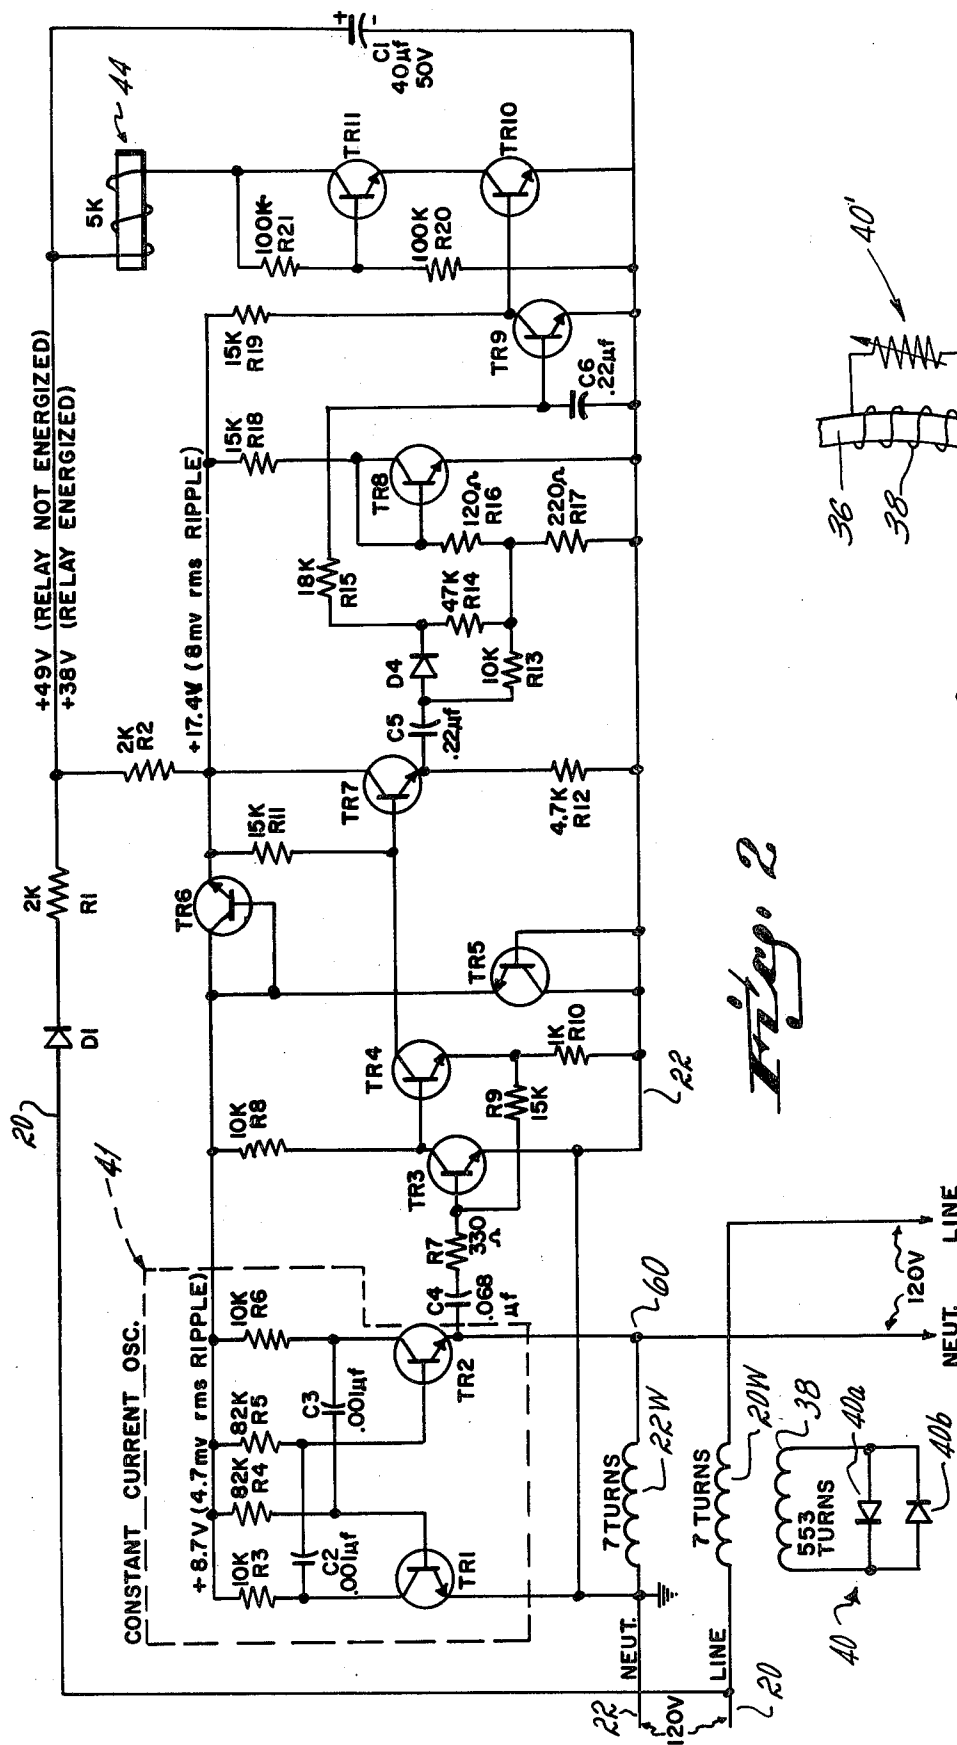 +49V (RELAY NOT ENERGIZED)
+38V (RELAY ENERGIZED)
20
D1
2K
R1
2K
R2
5K
44
+
-
C1
40µf
50V
41
CONSTANT CURRENT OSC.
+8.7V (4.7mv rms RIPPLE)
+17.4V (8mv rms RIPPLE)
10K
R3
82K
R4
82K
R5
10K
R6
10K
R8
TR6
15K
R11
15K
R18
15K
R19
100K
R21
TR11
C2
.001µf
C3
.001µf
TR1
TR2
C4
.068
µf
R7
330
Ω
TR3
TR4
R9
15K
1K
R10
TR5
TR7
4.7K
R12
C5
.22µf
D4
10K
R13
47K
R14
18K
R15
TR8
120Ω
R16
220Ω
R17
TR9
C6
.22µf
100K
R20
TR10
22
NEUT.
7 TURNS
22W
60
22
120V
LINE
7 TURNS
20W
20
553
TURNS
38
40
40a
40b
120V
NEUT.
LINE
Fig. 2
36
38
40'